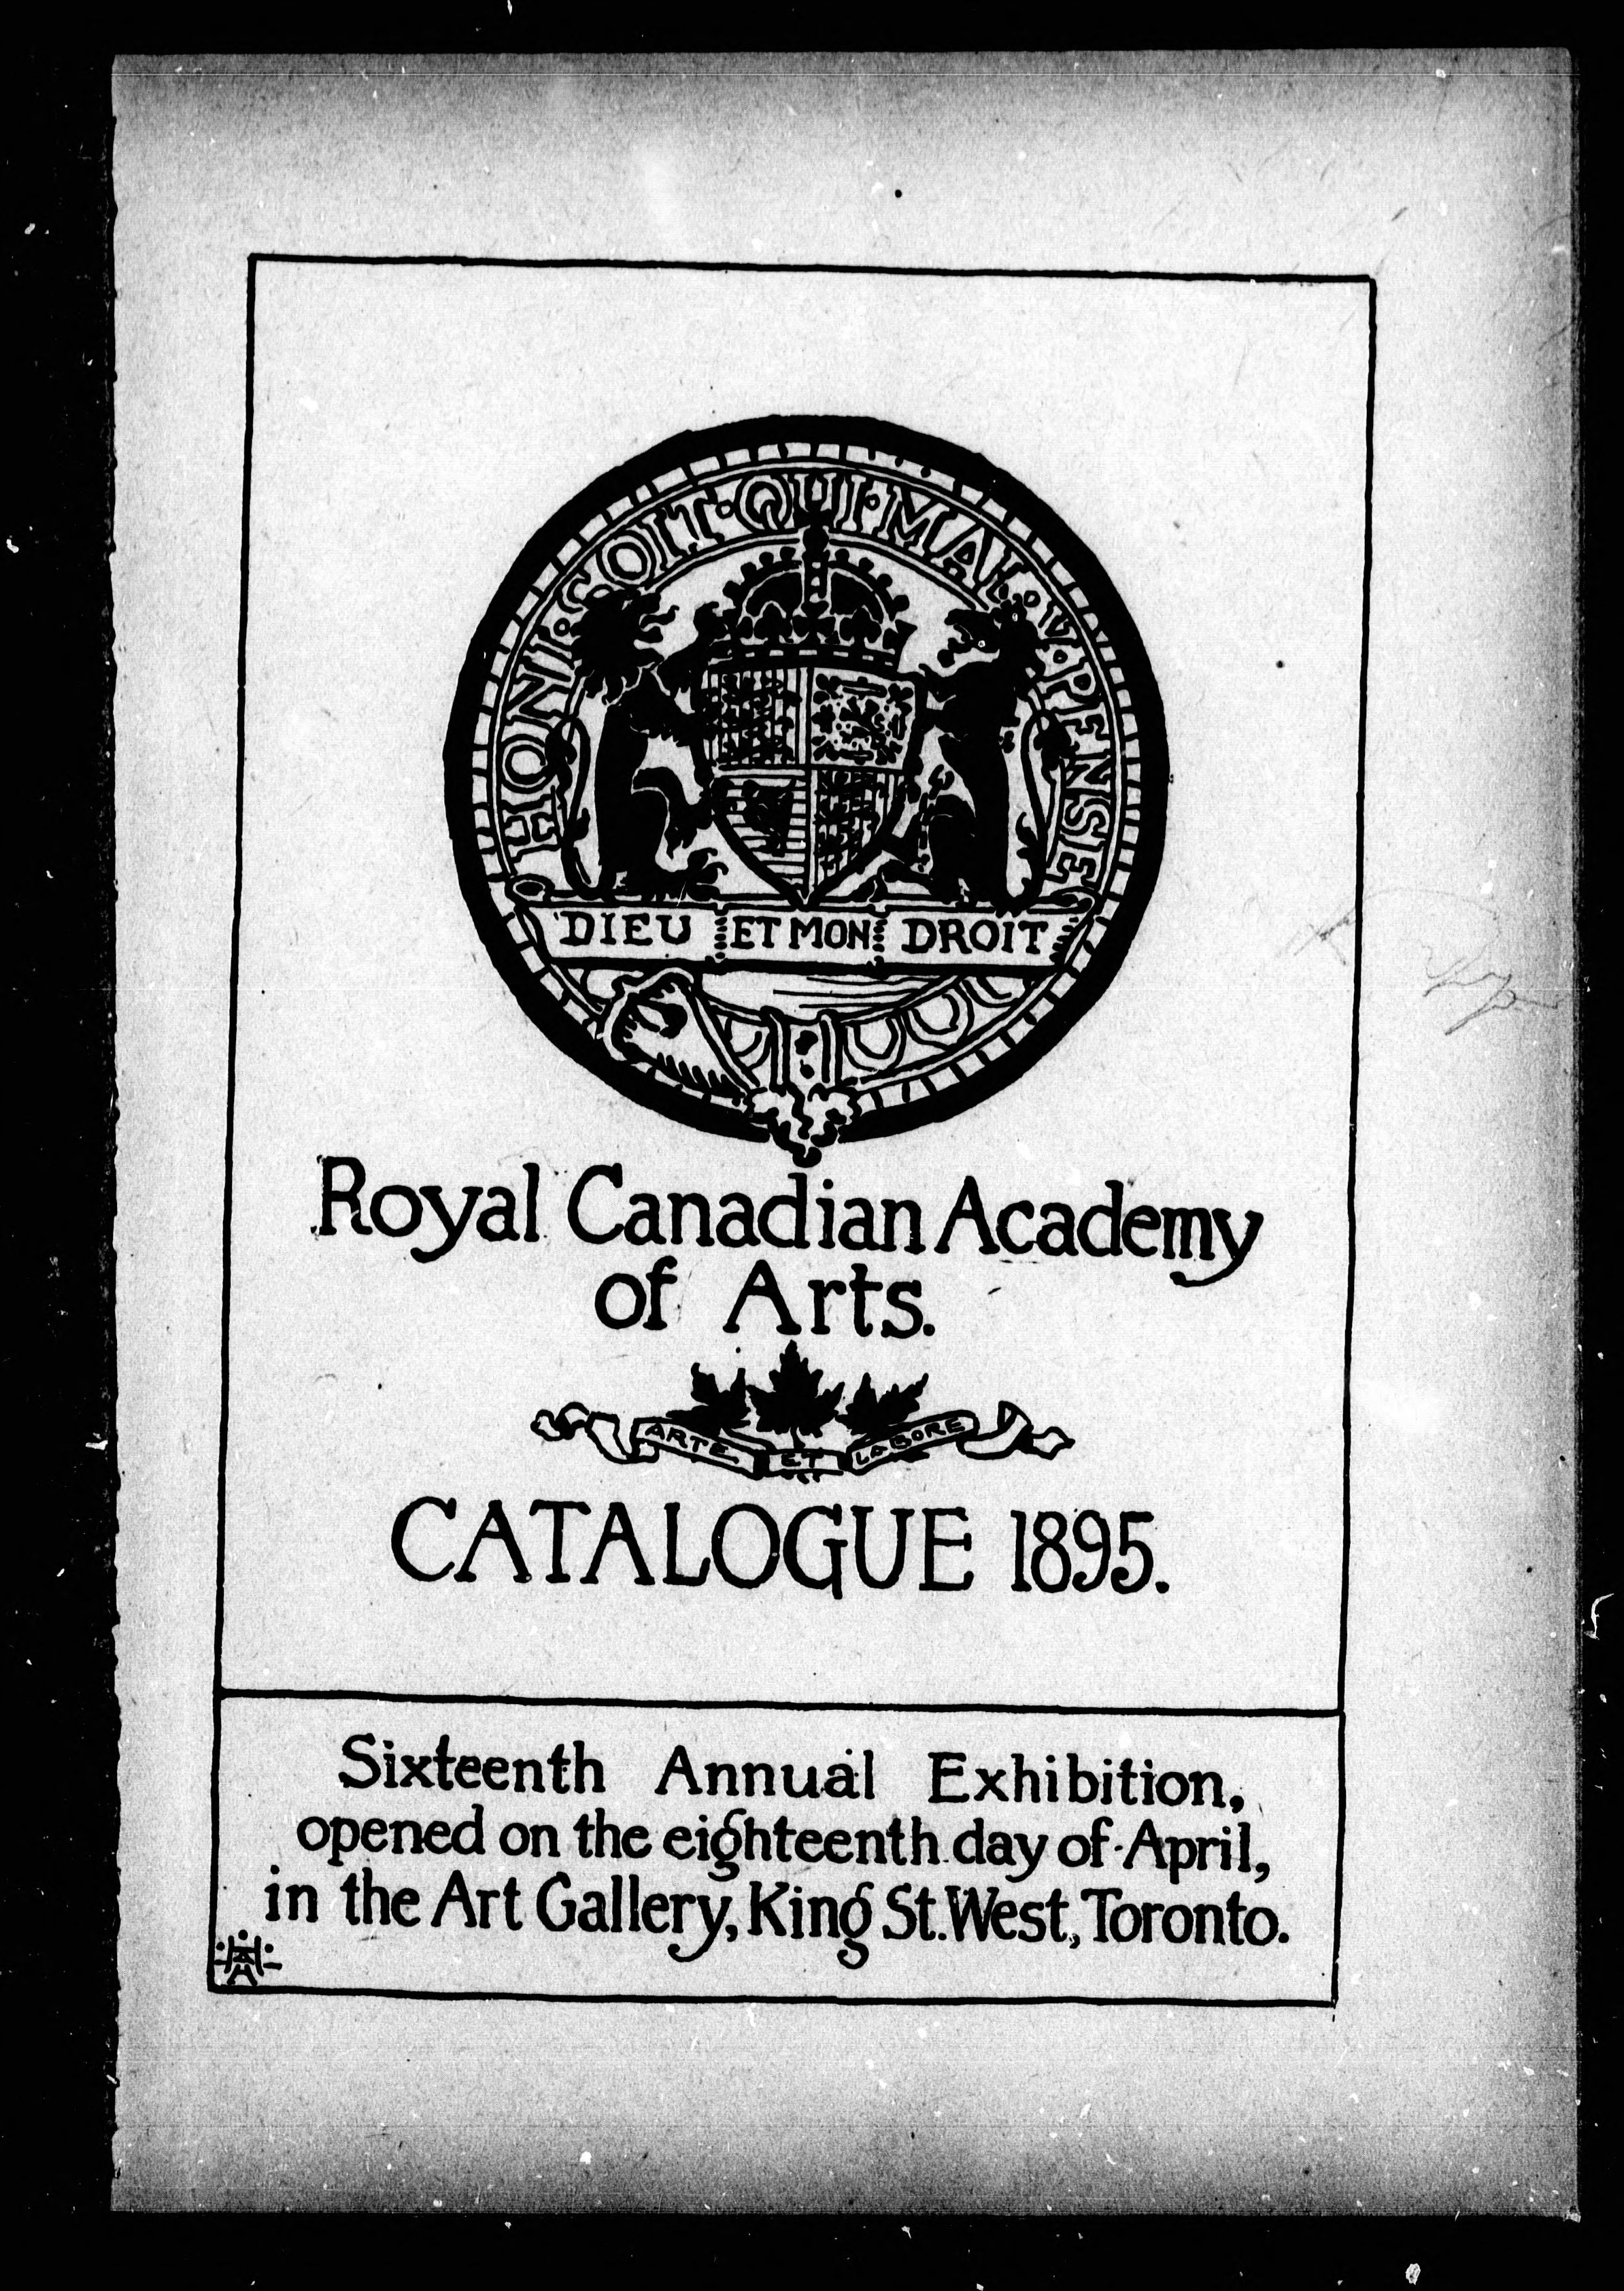 HONI·SOIT·QUI·MAL·Y·PENSE
DIEU ET MON DROIT
Royal Canadian Academy
of Arts.
ARTE ET LABORE
CATALOGUE 1895.
Sixteenth Annual Exhibition,
opened on the eighteenth day of April,
in the Art Gallery, King St. West, Toronto.